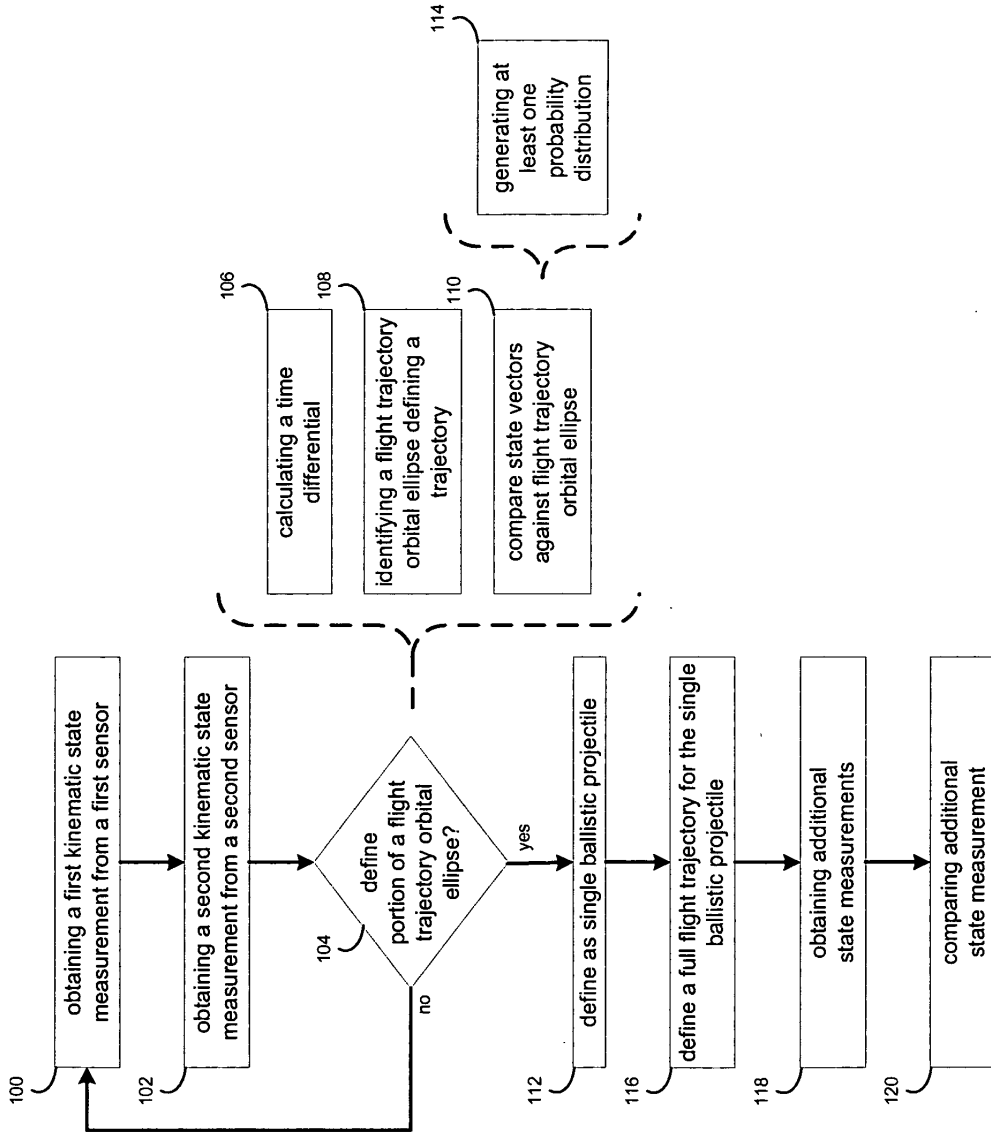 100
obtaining a first kinematic state
measurement from a first sensor
102
obtaining a second kinematic state
measurement from a second sensor
104
define
portion of a flight
trajectory orbital
ellipse?
no
yes
106
calculating a time
differential
108
identifying a flight trajectory
orbital ellipse defining a
trajectory
110
compare state vectors
against flight trajectory
orbital ellipse
114
generating at
least one
probability
distribution
112
define as single ballistic projectile
116
define a full flight trajectory for the single
ballistic projectile
118
obtaining additional
state measurements
120
comparing additional
state measurement